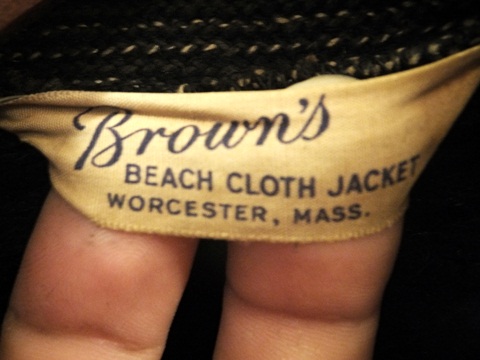 Brown's
BEACH CLOTH JACKET
WORCESTER, MASS.